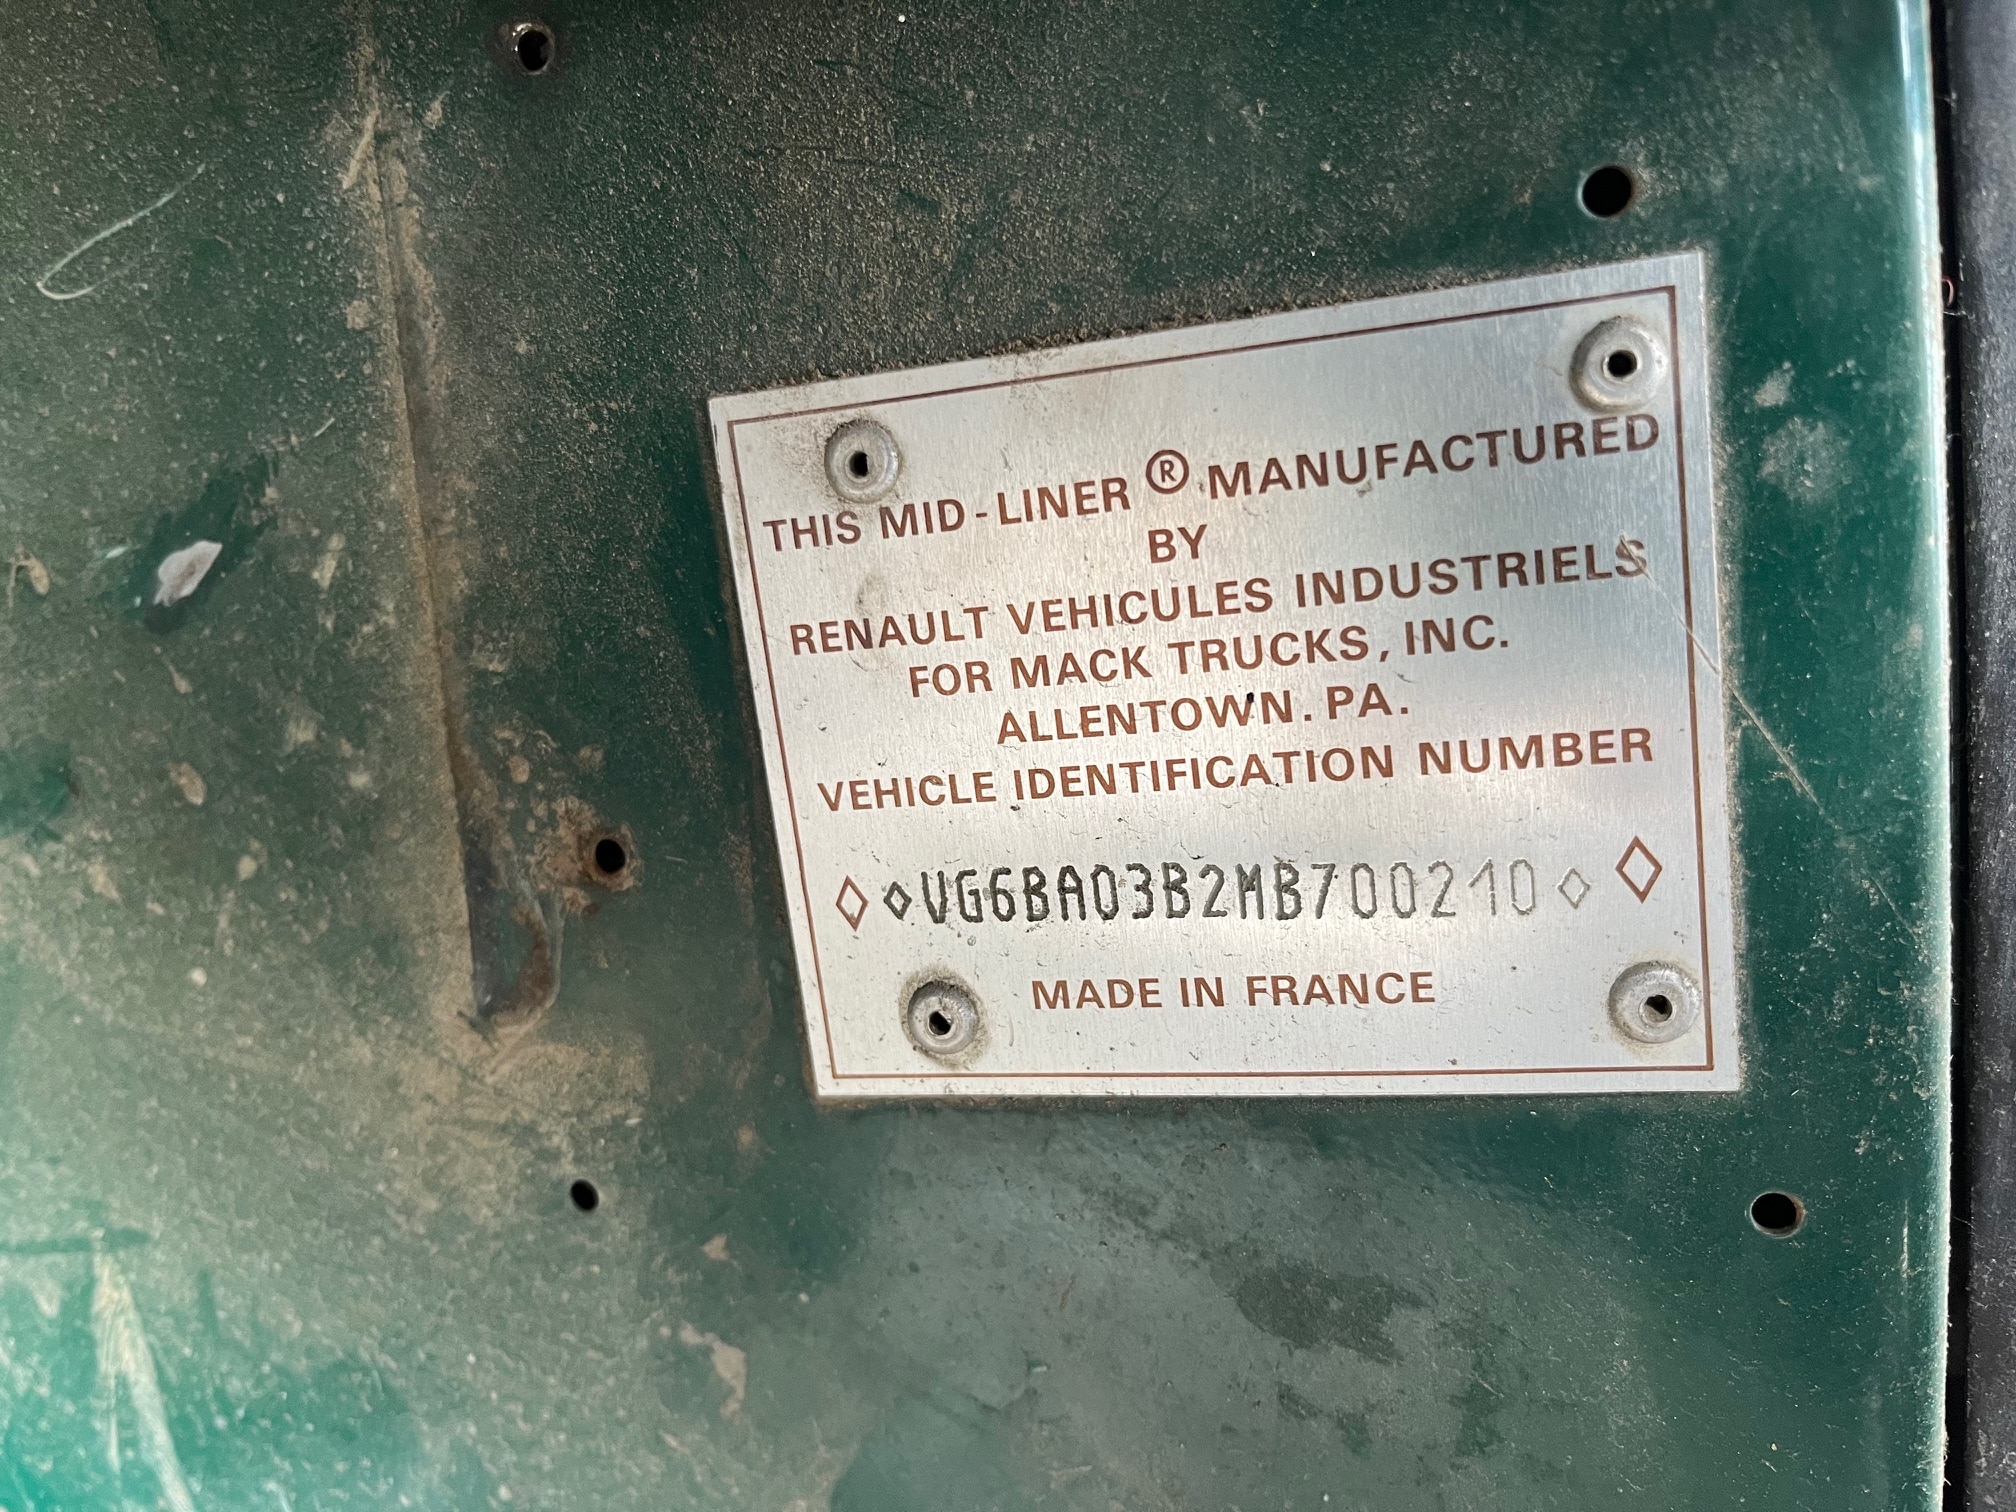 THIS MID-LINER ® MANUFACTURED
BY
RENAULT VEHICULES INDUSTRIELS
FOR MACK TRUCKS, INC.
ALLENTOWN. PA.
VEHICLE IDENTIFICATION NUMBER
◇ ◇VG6BA03B2MB700210◇ ◇
MADE IN FRANCE